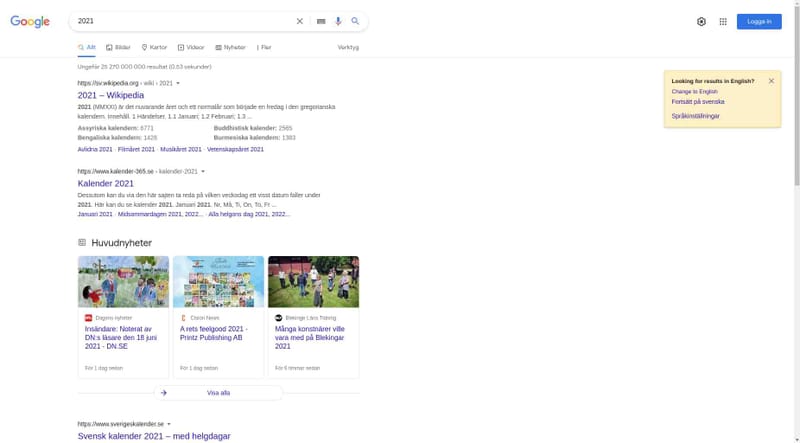 Google
2021
Logga in
Allt
Bilder
Kartor
Videor
Nyheter
Fler
Verktyg
Ungefär 25 270 000 000 resultat (0,63 sekunder)
https://sv.wikipedia.org › wiki › 2021
2021 – Wikipedia
2021 (MMXXI) är det nuvarande året och ett normalår som började en fredag i den gregorianska
kalendern. Innehåll. 1 Händelser. 1.1 Januari; 1.2 Februari; 1.3 ...
Assyriska kalendern: 6771
Buddhistisk kalender: 2565
Bengaliska kalendern: 1428
Burmesiska kalendern: 1383
Avlidna 2021 · Filmåret 2021 · Musikåret 2021 · Vetenskapsåret 2021
https://www.kalender-365.se › kalender-2021
Kalender 2021
Dessutom kan du via den här sajten ta reda på vilken veckodag ett visst datum faller under
2021. Här kan du se kalender 2021. Januari 2021. Nr, Må, Ti, On, To, Fr ...
Januari 2021 · Midsommardagen 2021, 2022... · Alla helgons dag 2021, 2022...
Huvudnyheter
Dagens nyheter
Insändare: Noterat av
DN:s läsare den 18 juni
2021 - DN.SE
För 1 dag sedan
Cision News
Årets feelgood 2021 -
Printz Publishing AB
För 1 dag sedan
Blekinge Läns Tidning
Många konstnärer ville
vara med på Blekingar
2021
För 6 timmar sedan
Visa alla
https://www.sverigeskalender.se
Svensk kalender 2021 – med helgdagar
Looking for results in English?
Change to English
Fortsätt på svenska
Språkinställningar